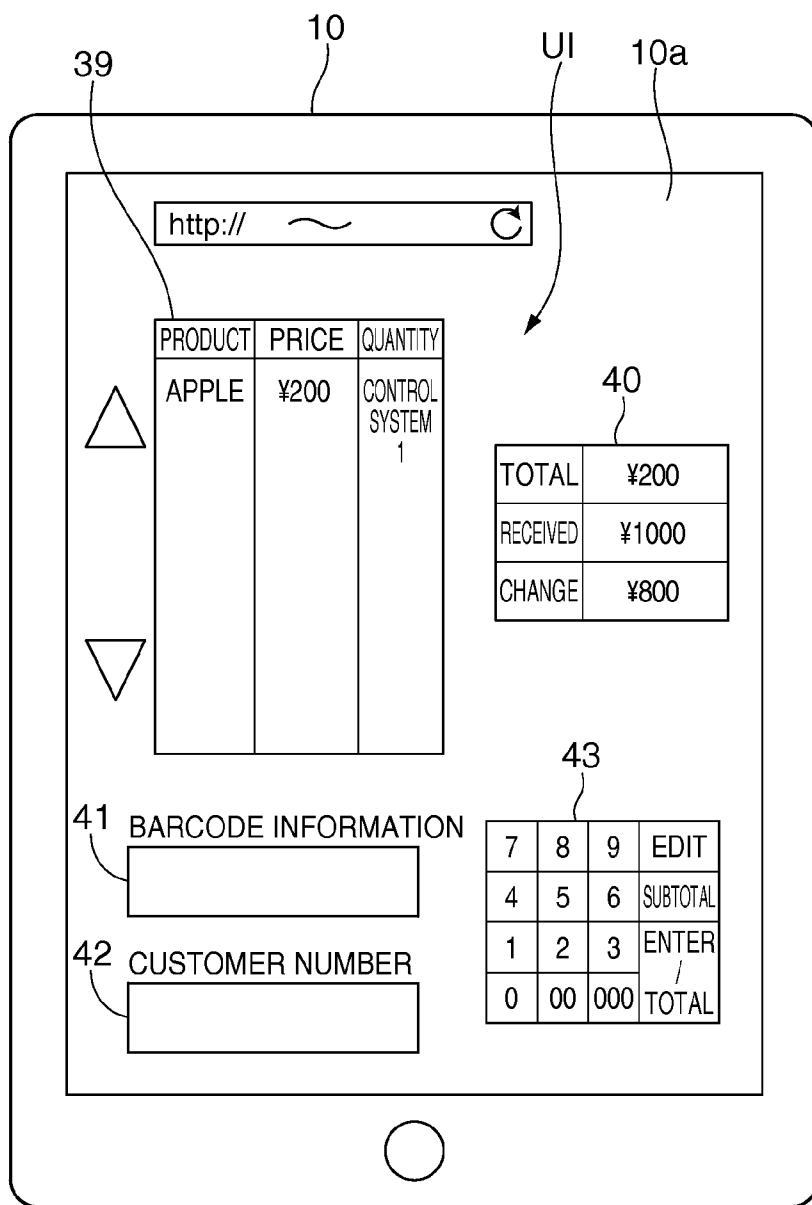 10
UI
10a
39
http://
PRODUCT PRICE QUANTITY
APPLE ¥200 CONTROL
SYSTEM
1
40
TOTAL ¥200
RECEIVED ¥1000
CHANGE ¥800
41
BARCODE INFORMATION
42
CUSTOMER NUMBER
43
7 8 9 EDIT
4 5 6 SUBTOTAL
1 2 3 ENTER
/
0 00 000 TOTAL